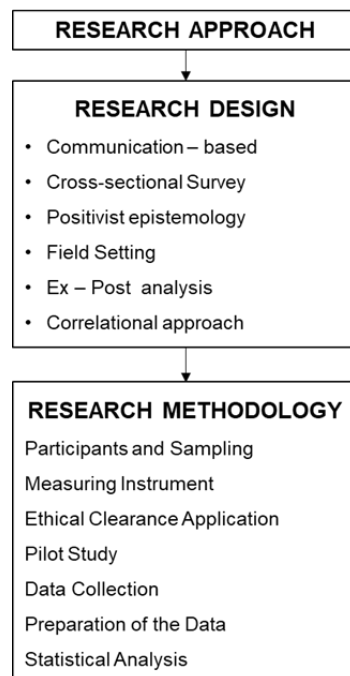 RESEARCH APPROACH
RESEARCH DESIGN
• Communication – based
• Cross-sectional Survey
• Positivist epistemology
• Field Setting
• Ex – Post analysis
• Correlational approach
RESEARCH METHODOLOGY
Participants and Sampling
Measuring Instrument
Ethical Clearance Application
Pilot Study
Data Collection
Preparation of the Data
Statistical Analysis